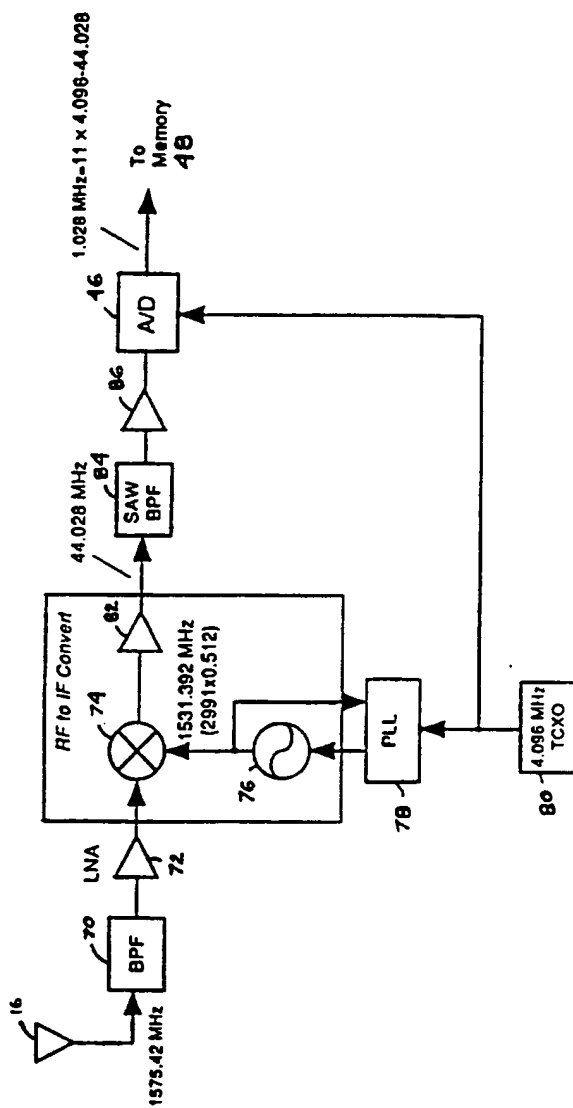 16
1575.42 MHz
70
BPF
LNA
72
RF to IF Convert
74
82
1531.392 MHz
(2991x0.512)
76
PLL
78
4.096 MHz
TCXO
80
44.028 MHz
84
SAW
BPF
86
46
A/D
1.028 MHz=11 x 4.096-44.028
To
Memory
48